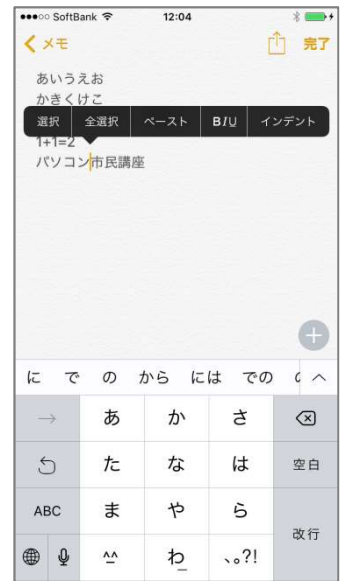 SoftBank 12:04
メモ 完了
あいうえお
かきくけこ
選択 全選択 ペースト BIU インデント
1+1=2
パソコン市民講座
に で の から には での
→ あ か さ
た な は 空白
ABC ま や ら
^^ わ_ 、。?! 改行